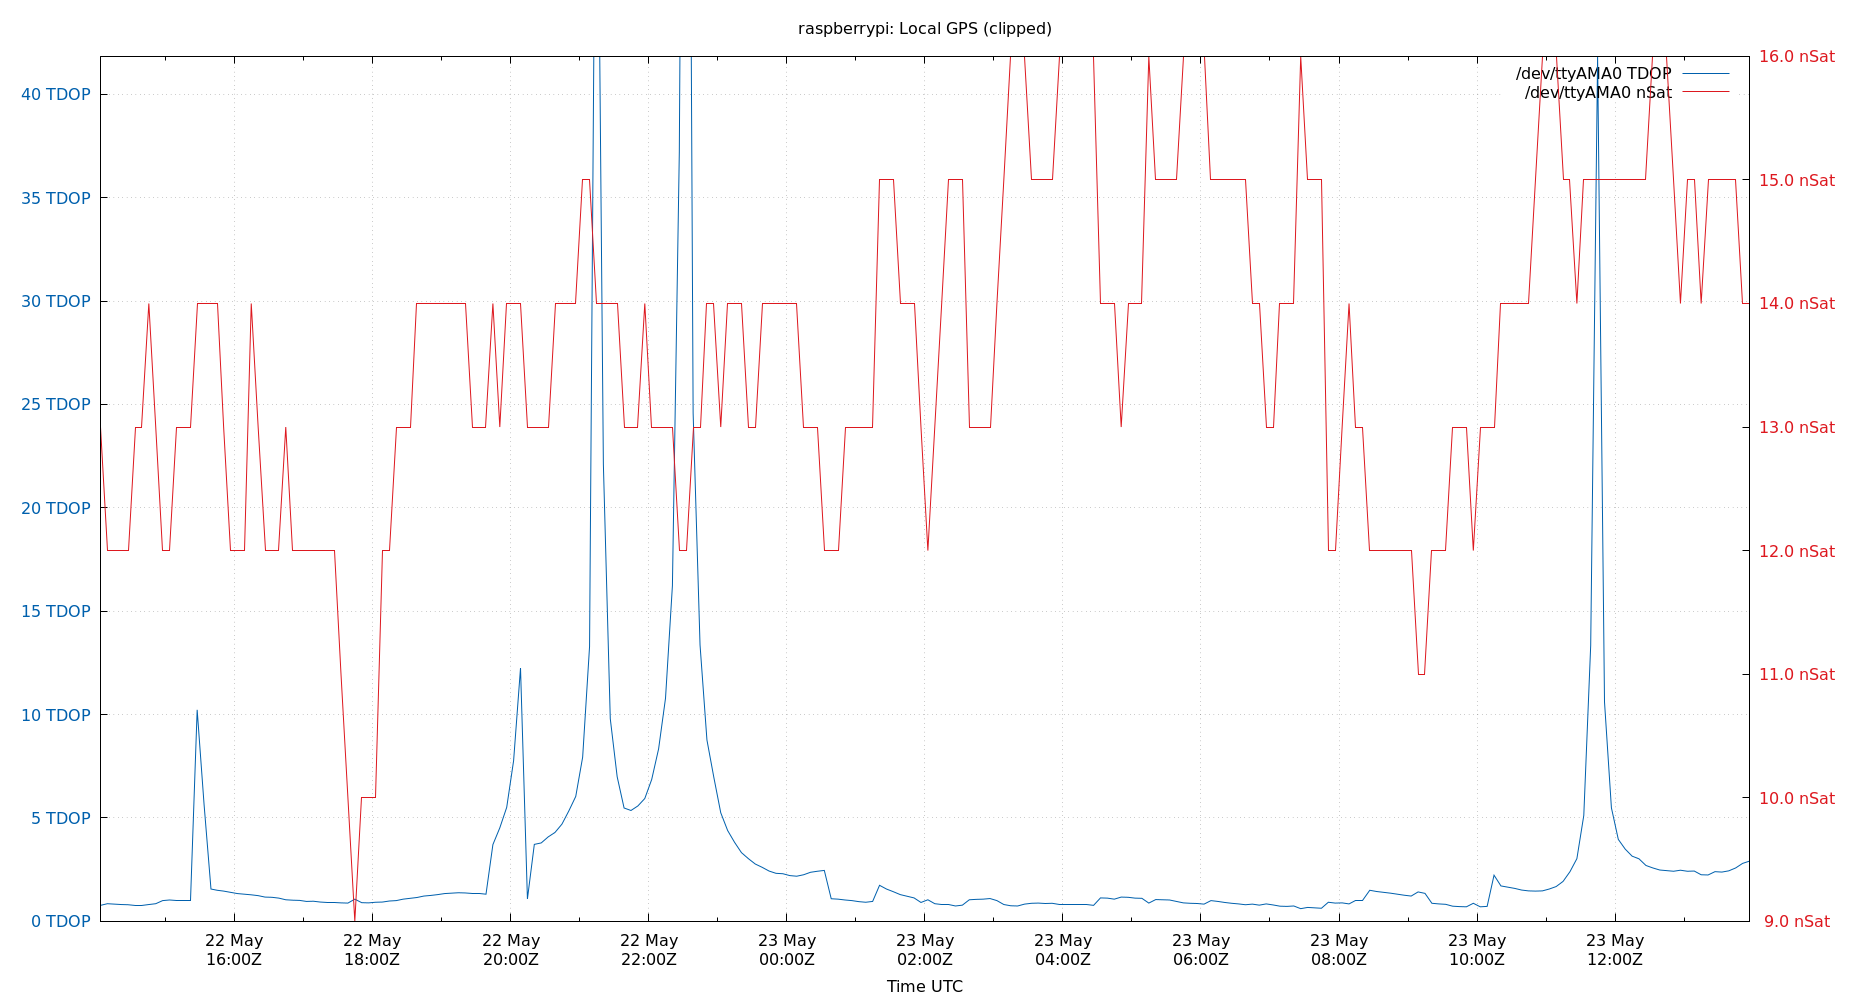 raspberrypi: Local GPS (clipped)
/dev/ttyAMA0 TDOP
/dev/ttyAMA0 nSat
40 TDOP
35 TDOP
30 TDOP
25 TDOP
20 TDOP
15 TDOP
10 TDOP
5 TDOP
0 TDOP
16.0 nSat
15.0 nSat
14.0 nSat
13.0 nSat
12.0 nSat
11.0 nSat
10.0 nSat
9.0 nSat
22 May
16:00Z
22 May
18:00Z
22 May
20:00Z
22 May
22:00Z
23 May
00:00Z
23 May
02:00Z
23 May
04:00Z
23 May
06:00Z
23 May
08:00Z
23 May
10:00Z
23 May
12:00Z
Time UTC